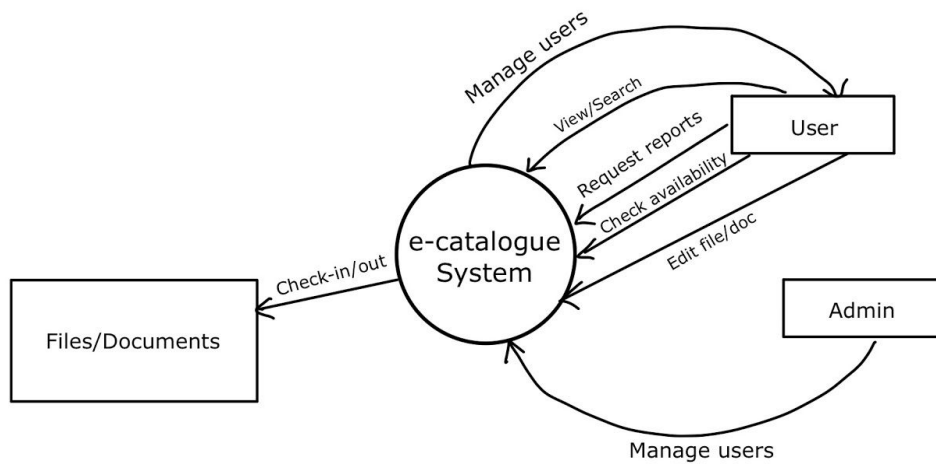 Manage users
View/Search
User
Request reports
Check availability
e-catalogue
System
Edit file/doc
Check-in/out
Files/Documents
Admin
Manage users